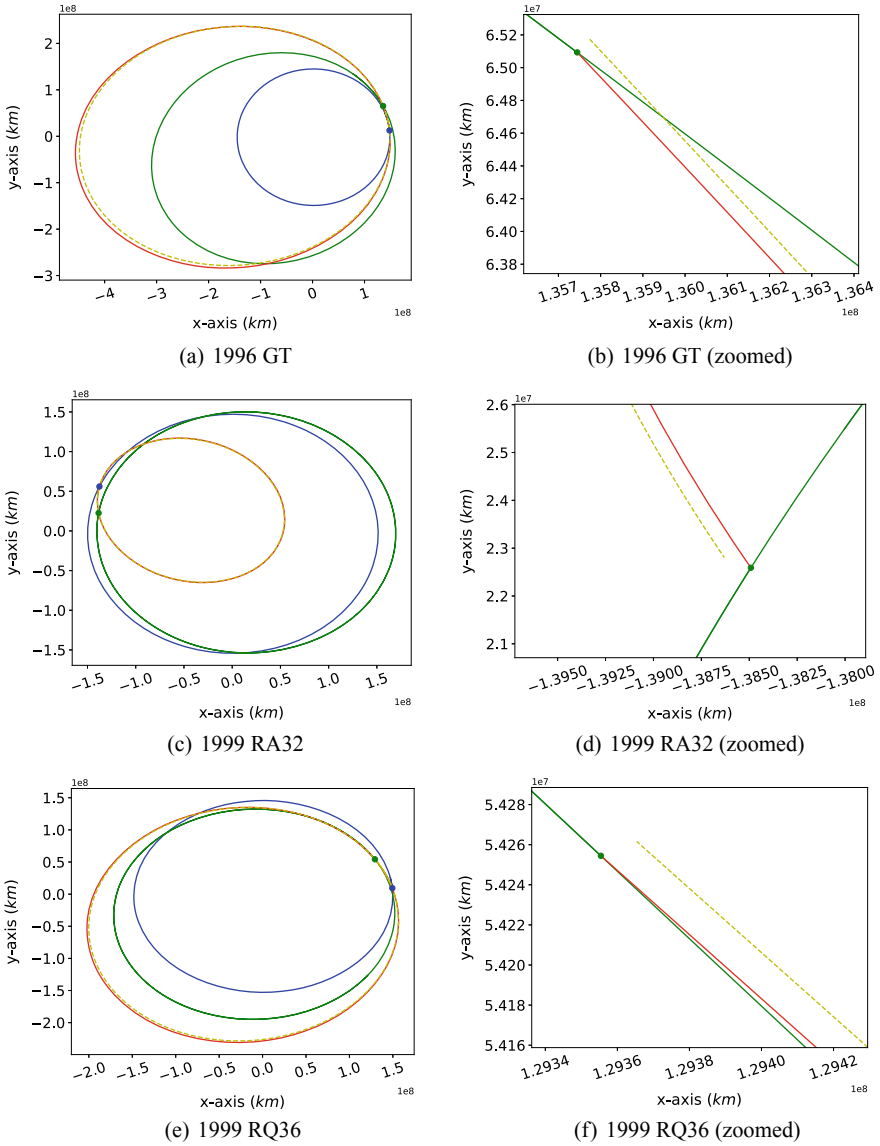 1e8
2
1
0
−1
−2
−3
y-axis (km)
−4
−3
−2
−1
0
1
1e8
x-axis (km)
(a) 1996 GT
1e7
6.52
6.50
6.48
6.46
6.44
6.42
6.40
6.38
y-axis (km)
1.357
1.358
1.359
1.360
1.361
1.362
1.363
1.364
1e8
x-axis (km)
(b) 1996 GT (zoomed)
1e8
1.5
1.0
0.5
0.0
−0.5
−1.0
−1.5
y-axis (km)
−1.5
−1.0
−0.5
0.0
0.5
1.0
1.5
1e8
x-axis (km)
(c) 1999 RA32
1e7
2.6
2.5
2.4
2.3
2.2
2.1
y-axis (km)
−1.3950
−1.3925
−1.3900
−1.3875
−1.3850
−1.3825
−1.3800
1e8
x-axis (km)
(d) 1999 RA32 (zoomed)
1e8
1.5
1.0
0.5
0.0
−0.5
−1.0
−1.5
−2.0
y-axis (km)
−2.0
−1.5
−1.0
−0.5
0.0
0.5
1.0
1.5
1e8
x-axis (km)
(e) 1999 RQ36
1e7
5.428
5.426
5.424
5.422
5.420
5.418
5.416
y-axis (km)
1.2934
1.2936
1.2938
1.2940
1.2942
1e8
x-axis (km)
(f) 1999 RQ36 (zoomed)